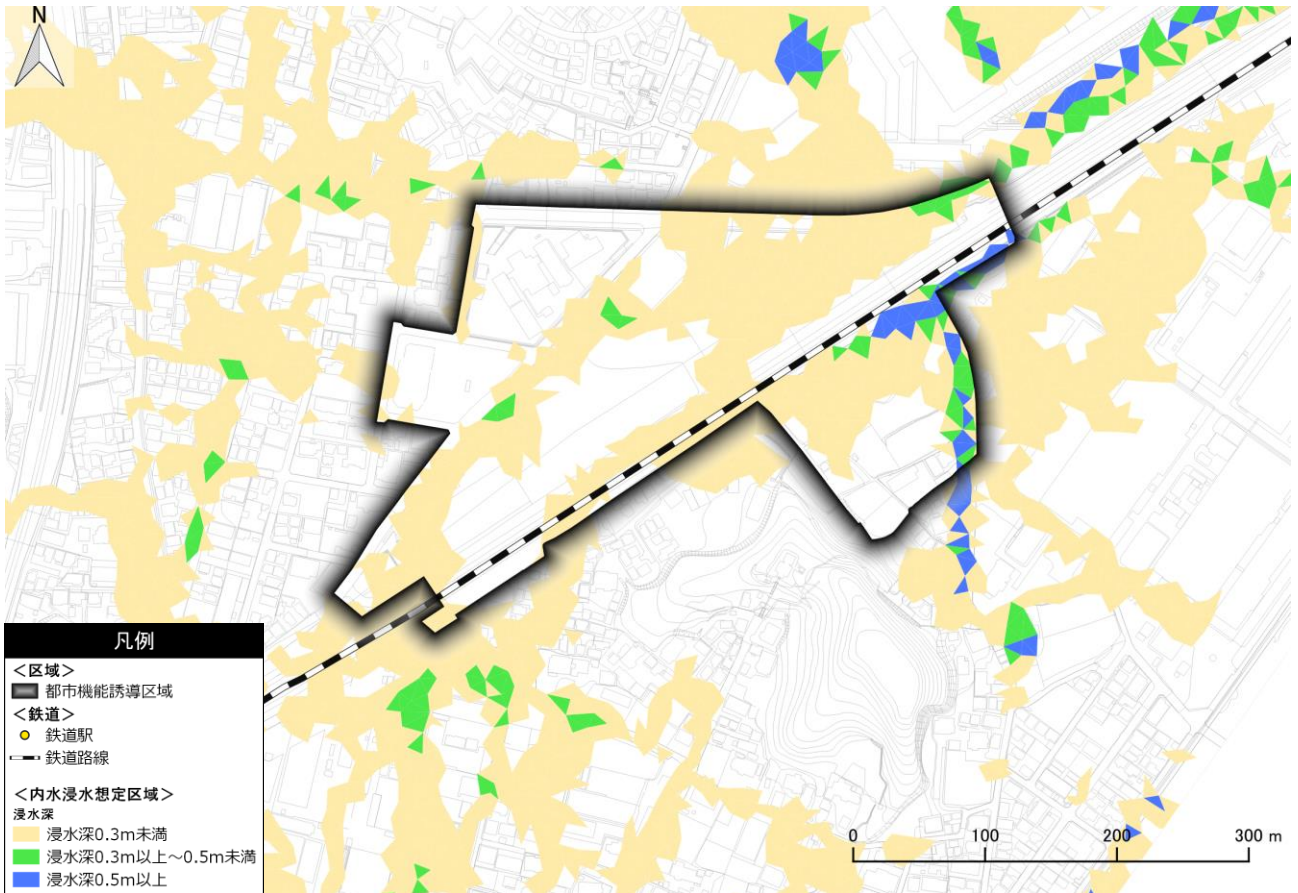 N
凡例
＜区域＞
都市機能誘導区域
＜鉄道＞
鉄道駅
鉄道路線
＜内水浸水想定区域＞
浸水深
浸水深0.3m未満
浸水深0.3m以上～0.5m未満
浸水深0.5m以上
0 100 200 300 m